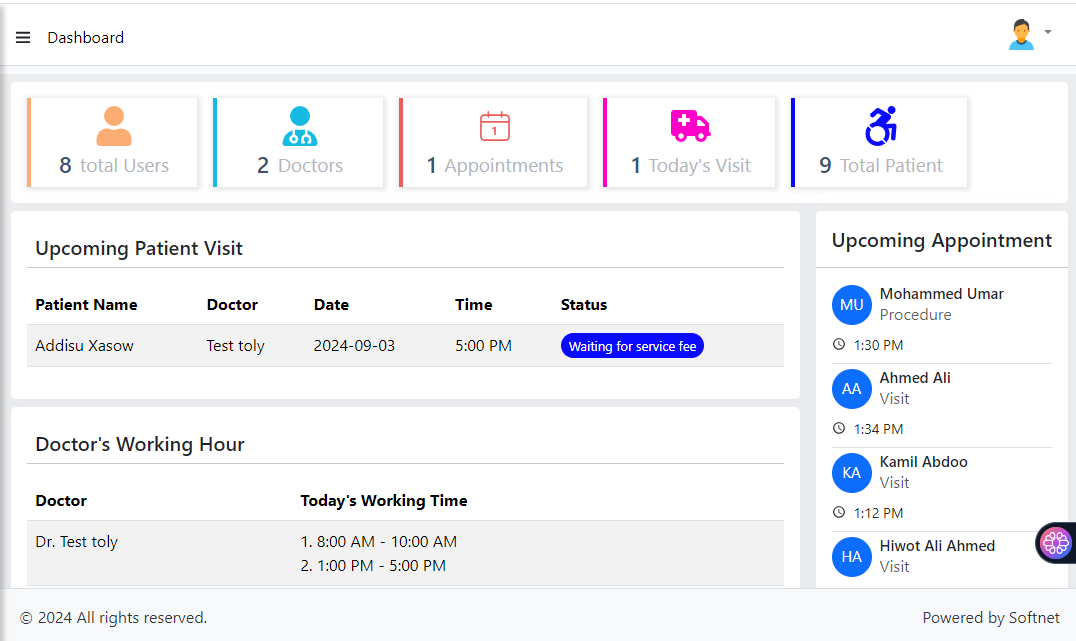 Dashboard
1
8 total Users
2 Doctors
1 Appointments
1 Today's Visit
9 Total Patient
Upcoming Patient Visit
Patient Name Doctor Date Time Status
Addisu Xasow Test toly 2024-09-03 5:00 PM Waiting for service fee
Doctor's Working Hour
Doctor Today's Working Time
Dr. Test toly 1. 8:00 AM - 10:00 AM
2. 1:00 PM - 5:00 PM
Upcoming Appointment
MU Mohammed Umar
Procedure
1:30 PM
AA Ahmed Ali
Visit
1:34 PM
KA Kamil Abdoo
Visit
1:12 PM
HA Hiwot Ali Ahmed
Visit
© 2024 All rights reserved.
Powered by Softnet